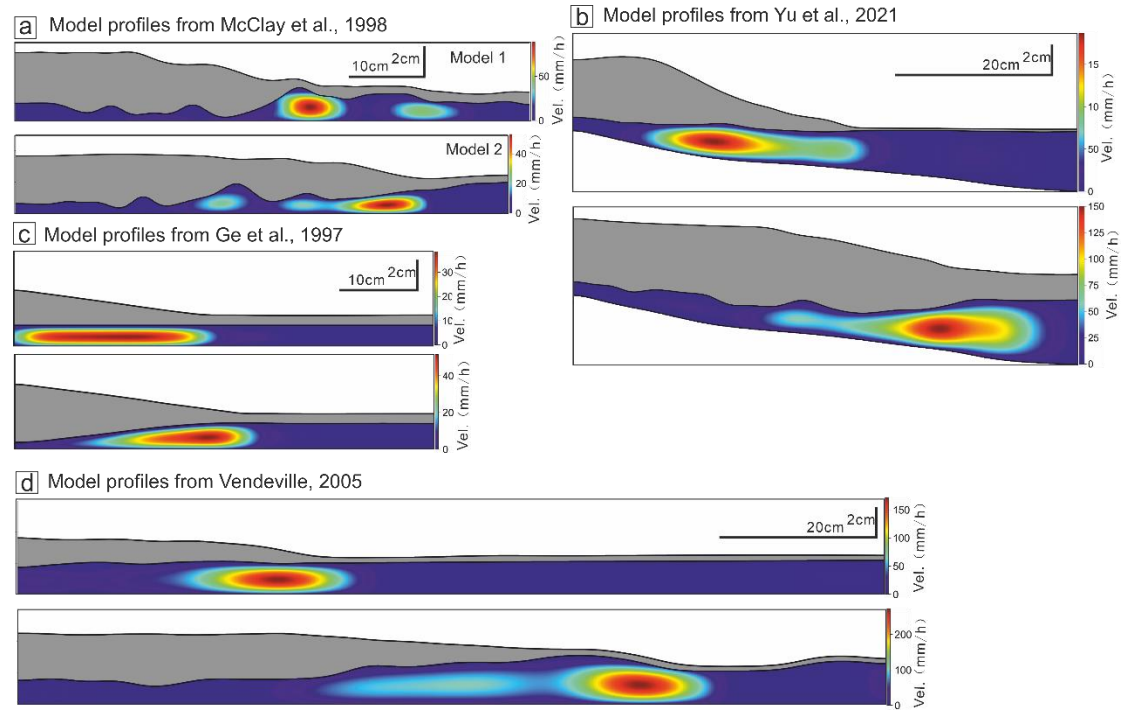 a Model profiles from McClay et al., 1998
10cm 2cm
Model 1
50
0
Vel. (mm/h)
Model 2
40
20
0
Vel. (mm/h)
b Model profiles from Yu et al., 2021
20cm 2cm
15
10
5
0
Vel. (mm/h)
150
125
100
75
50
25
0
Vel. (mm/h)
c Model profiles from Ge et al., 1997
10cm 2cm
30
20
10
0
Vel. (mm/h)
40
20
0
Vel. (mm/h)
d Model profiles from Vendeville, 2005
20cm 2cm
150
100
50
0
Vel. (mm/h)
200
100
0
Vel. (mm/h)